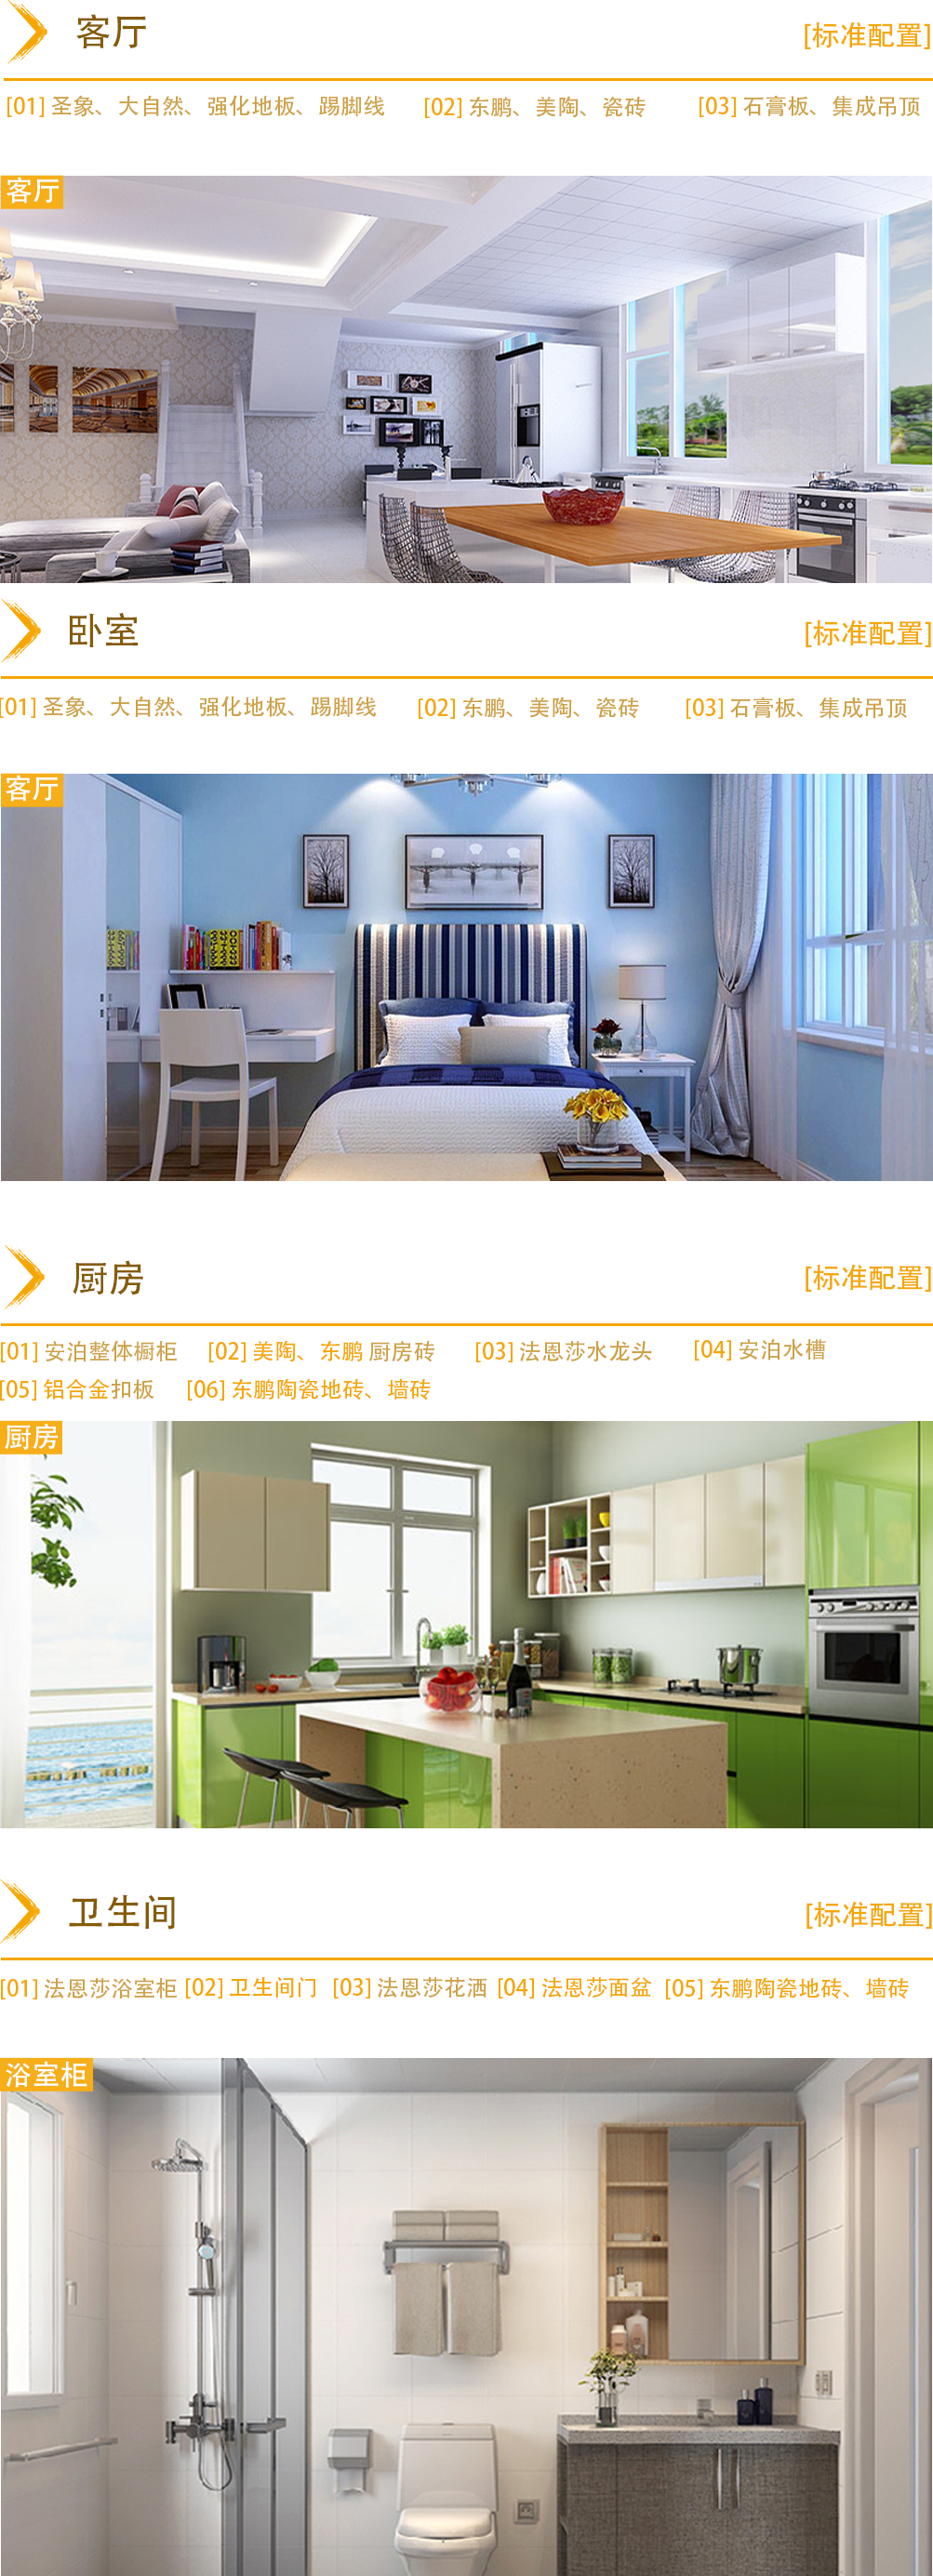 客厅 [标准配置]
[01] 圣象、大自然、强化地板、踢脚线 [02] 东鹏、美陶、瓷砖 [03] 石膏板、集成吊顶
客厅
卧室 [标准配置]
[01] 圣象、大自然、强化地板、踢脚线 [02] 东鹏、美陶、瓷砖 [03] 石膏板、集成吊顶
客厅
厨房 [标准配置]
[01] 安泊整体橱柜 [02] 美陶、东鹏 厨房砖 [03] 法恩莎水龙头 [04] 安泊水槽
[05] 铝合金扣板 [06] 东鹏陶瓷地砖、墙砖
厨房
卫生间 [标准配置]
[01] 法恩莎浴室柜 [02] 卫生间门 [03] 法恩莎花洒 [04] 法恩莎面盆 [05] 东鹏陶瓷地砖、墙砖
浴室柜